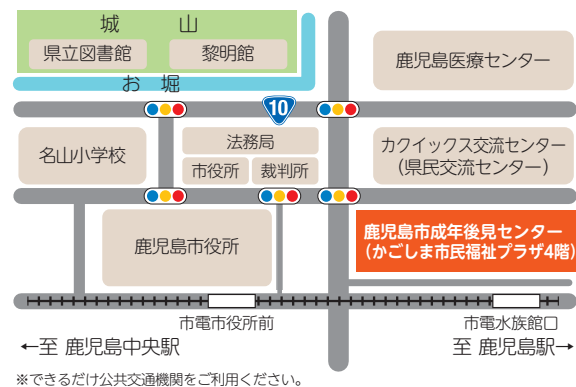 城 山
県立図書館
黎明館
お 堀
鹿児島医療センター
10
名山小学校
法務局
市役所
裁判所
カクイックス交流センター
(県民交流センター)
鹿児島市役所
鹿児島市成年後見センター
(かごしま市民福祉プラザ4階)
市電市役所前
市電水族館口
←至 鹿児島中央駅
至 鹿児島駅→
※できるだけ公共交通機関をご利用ください。